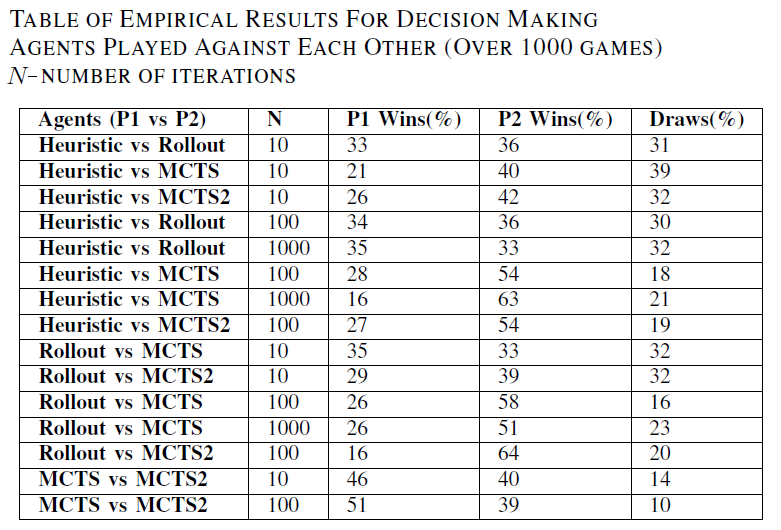 TABLE OF EMPIRICAL RESULTS FOR DECISION MAKING
AGENTS PLAYED AGAINST EACH OTHER (OVER 1000 GAMES)
N-NUMBER OF ITERATIONS
Agents (P1 vs P2) N P1 Wins(%) P2 Wins(%) Draws(%)
Heuristic vs Rollout 10 33 36 31
Heuristic vs MCTS 10 21 40 39
Heuristic vs MCTS2 10 26 42 32
Heuristic vs Rollout 100 34 36 30
Heuristic vs Rollout 1000 35 33 32
Heuristic vs MCTS 100 28 54 18
Heuristic vs MCTS 1000 16 63 21
Heuristic vs MCTS2 100 27 54 19
Rollout vs MCTS 10 35 33 32
Rollout vs MCTS2 10 29 39 32
Rollout vs MCTS 100 26 58 16
Rollout vs MCTS 1000 26 51 23
Rollout vs MCTS2 100 16 64 20
MCTS vs MCTS2 10 46 40 14
MCTS vs MCTS2 100 51 39 10